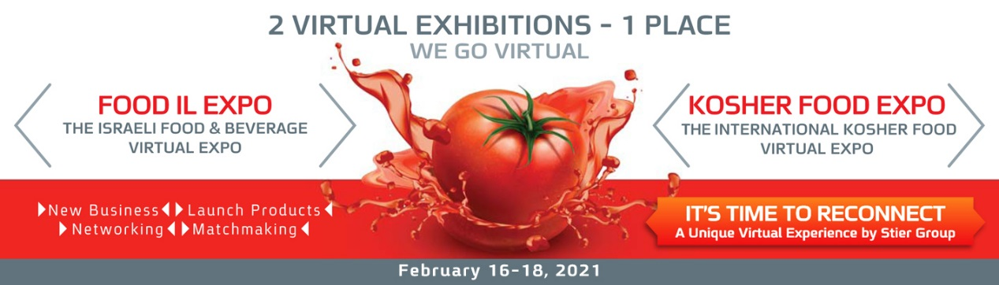 2 VIRTUAL EXHIBITIONS - 1 PLACE
WE GO VIRTUAL
FOOD IL EXPO
THE ISRAELI FOOD & BEVERAGE
VIRTUAL EXPO
KOSHER FOOD EXPO
THE INTERNATIONAL KOSHER FOOD
VIRTUAL EXPO
New Business Launch Products
Networking Matchmaking
IT'S TIME TO RECONNECT
A Unique Virtual Experience by Stier Group
February 16-18, 2021